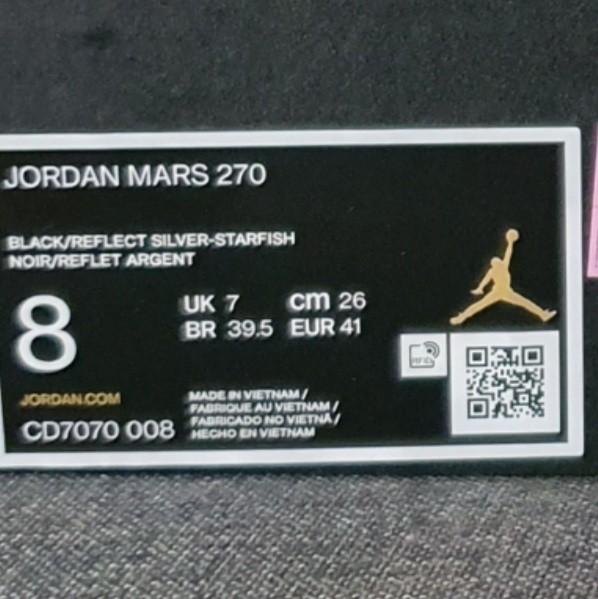 JORDAN MARS 270
BLACK/REFLECT SILVER-STARFISH
NOIR/REFLET ARGENT
8
UK 7 cm 26
BR 39.5 EUR 41
RFID
JORDAN.COM
CD7070 008
MADE IN VIETNAM /
FABRIQUE AU VIETNAM /
FABRICADO NO VIETNÃ /
HECHO EN VIETNAM